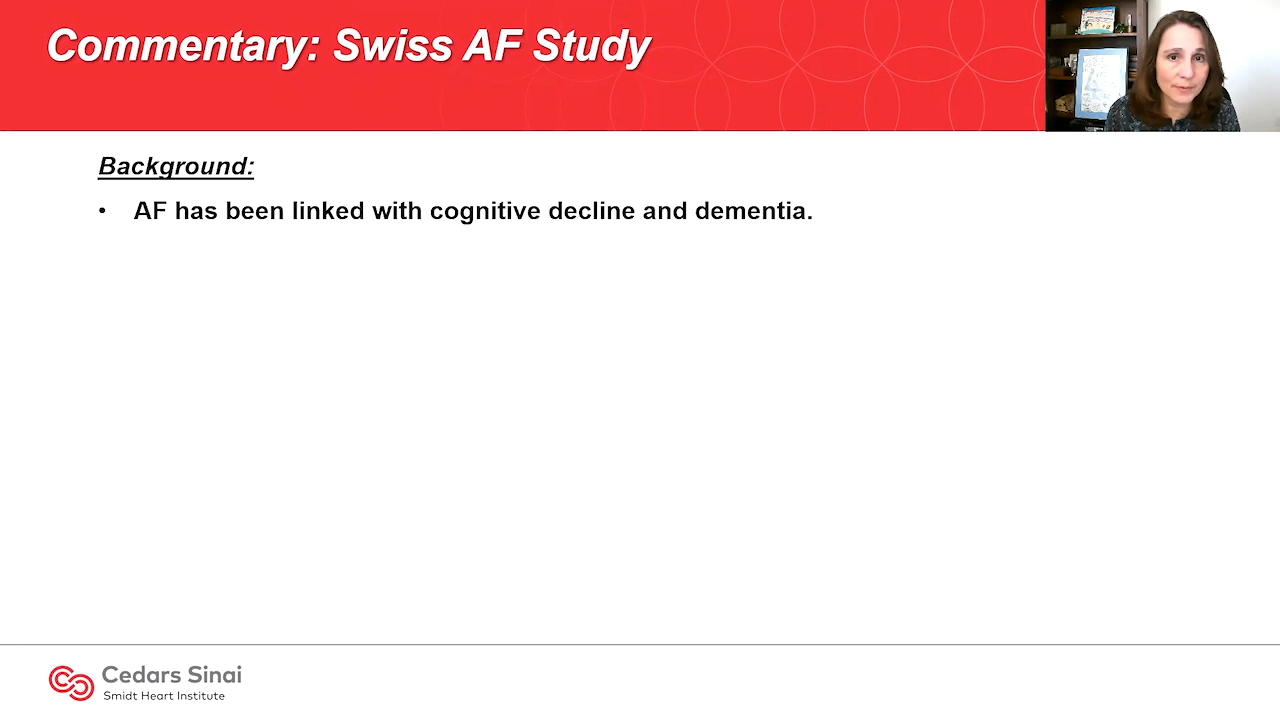 Commentary: Swiss AF Study
Background:
• AF has been linked with cognitive decline and dementia.
Cedars Sinai
Smidt Heart Institute